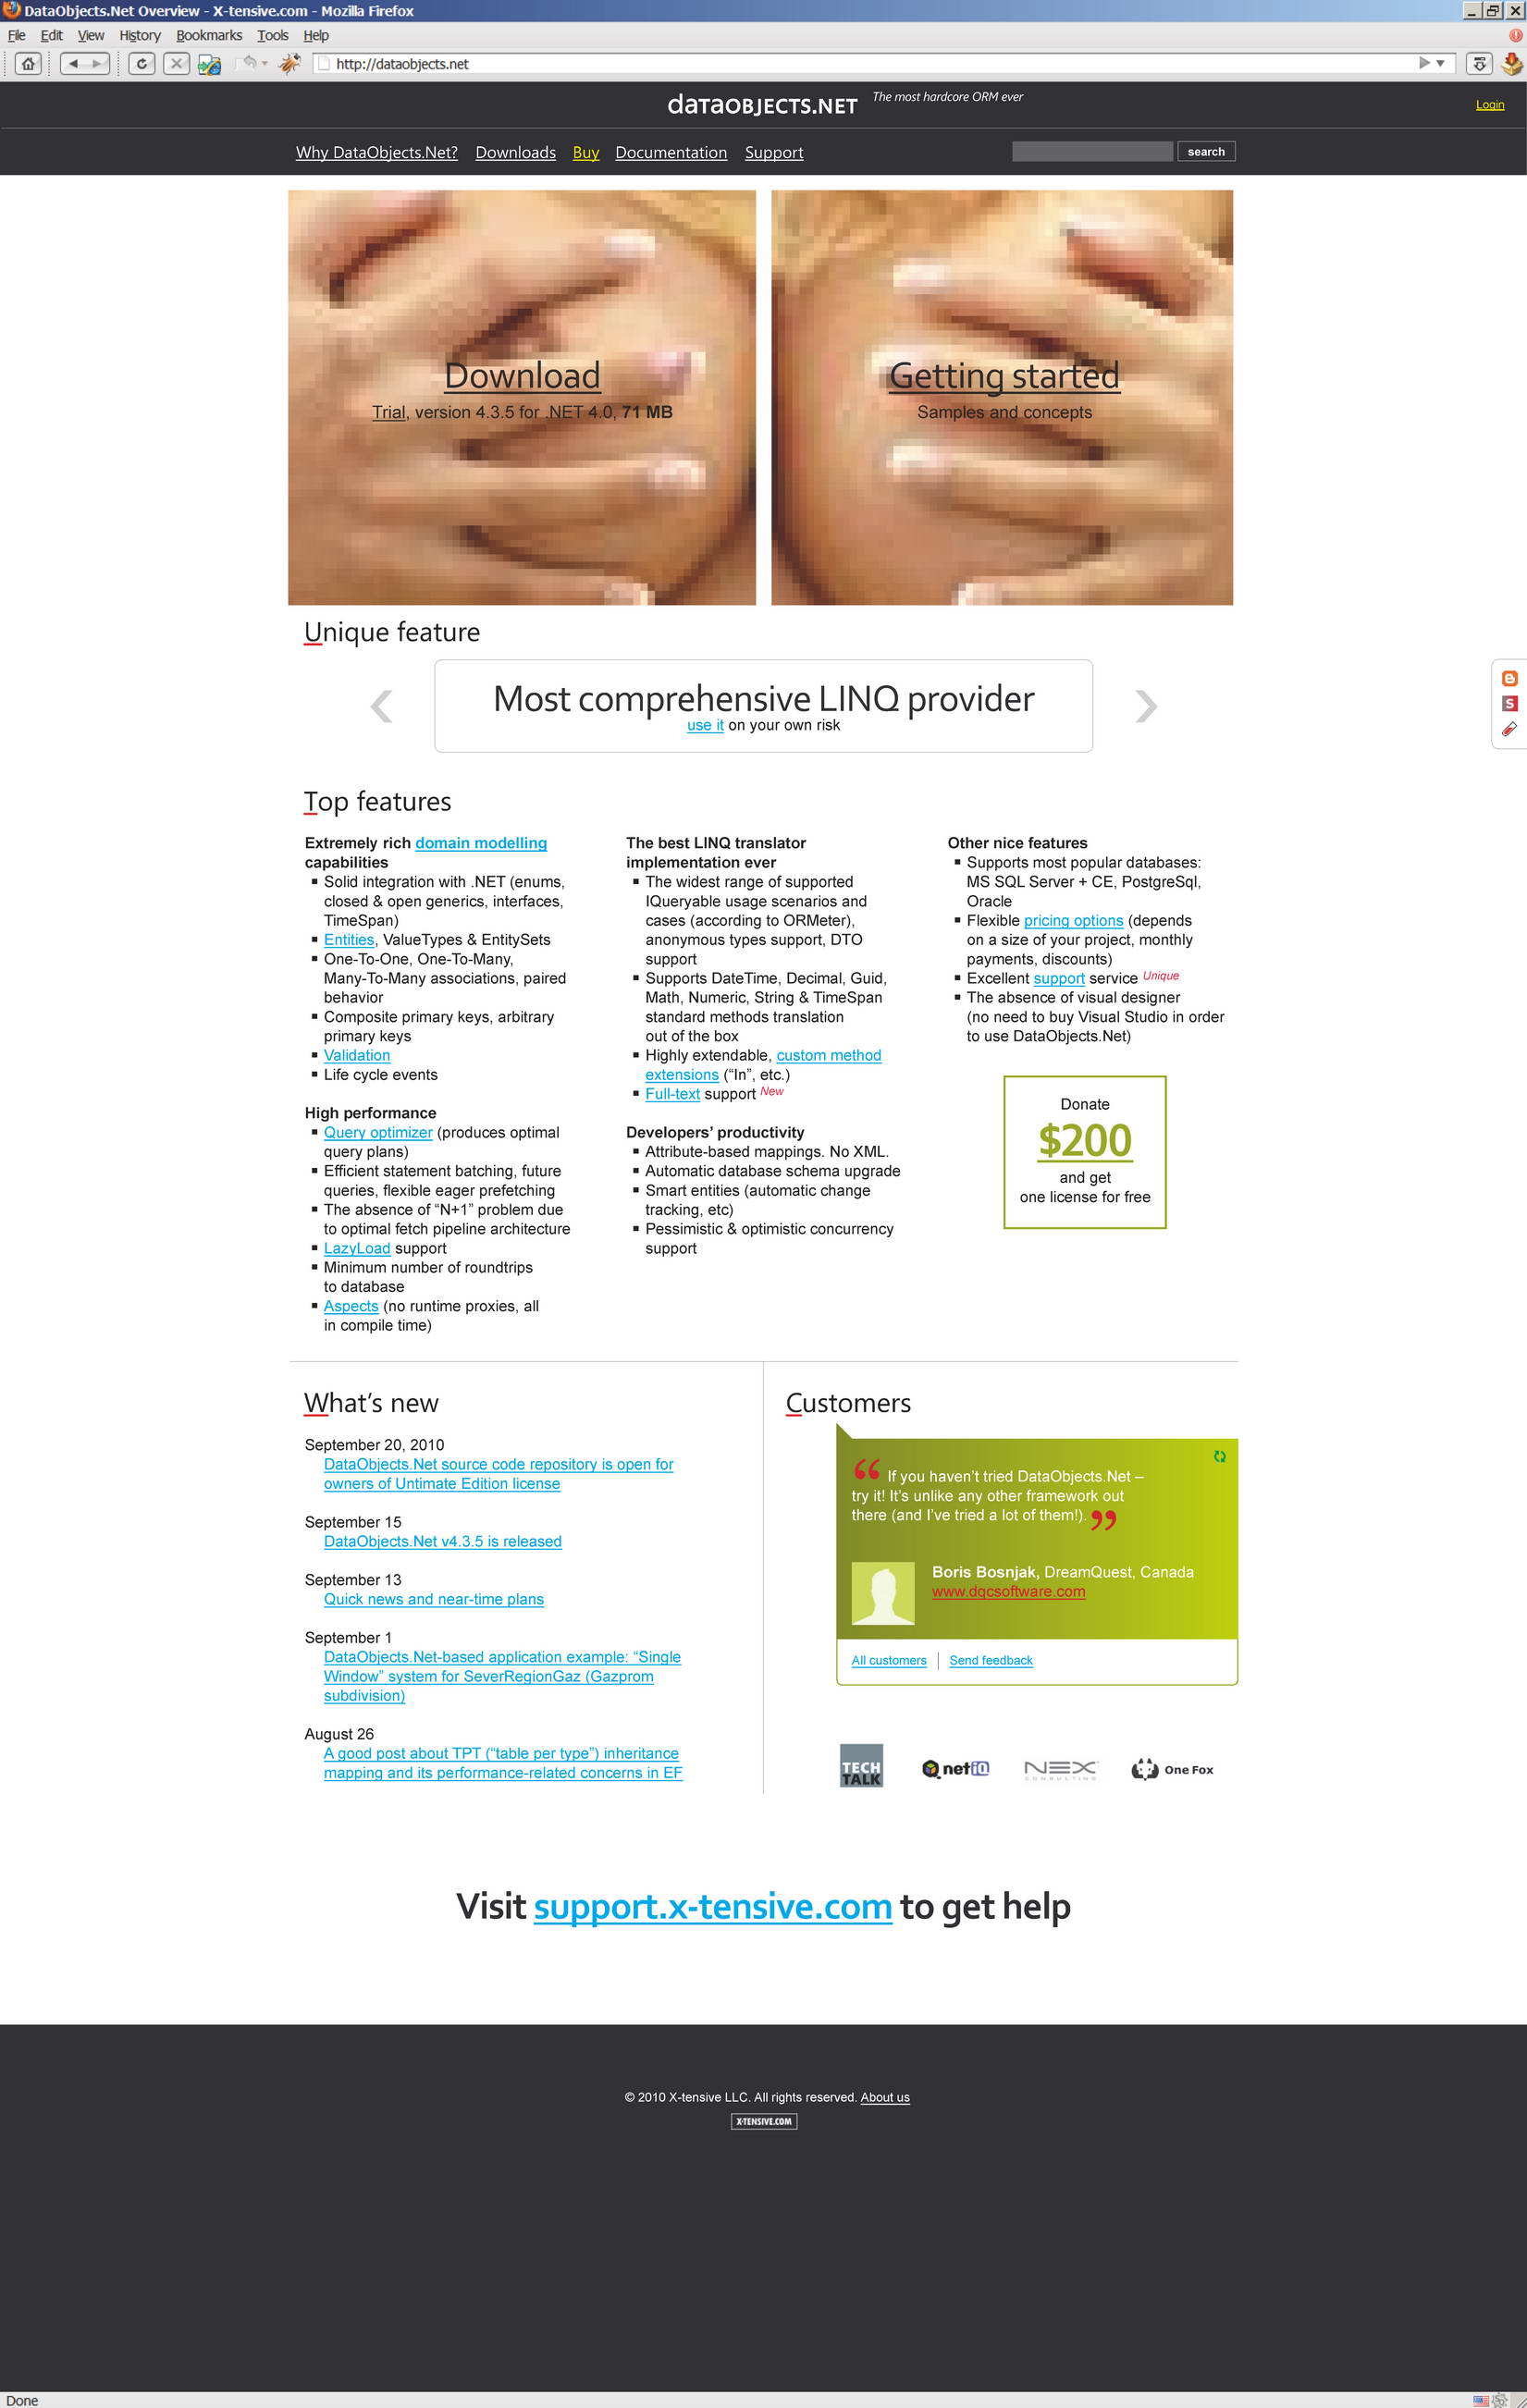 DataObjects.Net Overview - X-tensive.com - Mozilla Firefox
File Edit View History Bookmarks Tools Help
http://dataobjects.net
dataobjects.net The most hardcore ORM ever
Login
Why DataObjects.Net? Downloads Buy Documentation Support
search
Download
Trial, version 4.3.5 for .NET 4.0, 71 MB
Getting started
Samples and concepts
Unique feature
Most comprehensive LINQ provider
use it on your own risk
Top features
Extremely rich domain modelling
capabilities
Solid integration with .NET (enums,
closed & open generics, interfaces,
TimeSpan)
Entities, ValueTypes & EntitySets
One-To-One, One-To-Many,
Many-To-Many associations, paired
behavior
Composite primary keys, arbitrary
primary keys
Validation
Life cycle events
High performance
Query optimizer (produces optimal
query plans)
Efficient statement batching, future
queries, flexible eager prefetching
The absence of “N+1” problem due
to optimal fetch pipeline architecture
LazyLoad support
Minimum number of roundtrips
to database
Aspects (no runtime proxies, all
in compile time)
The best LINQ translator
implementation ever
The widest range of supported
IQueryable usage scenarios and
cases (according to ORMeter),
anonymous types support, DTO
support
Supports DateTime, Decimal, Guid,
Math, Numeric, String & TimeSpan
standard methods translation
out of the box
Highly extendable, custom method
extensions (“In”, etc.)
Full-text support New
Developers’ productivity
Attribute-based mappings. No XML.
Automatic database schema upgrade
Smart entities (automatic change
tracking, etc)
Pessimistic & optimistic concurrency
support
Other nice features
Supports most popular databases:
MS SQL Server + CE, PostgreSql,
Oracle
Flexible pricing options (depends
on a size of your project, monthly
payments, discounts)
Excellent support service Unique
The absence of visual designer
(no need to buy Visual Studio in order
to use DataObjects.Net)
Donate
$200
and get
one license for free
What’s new
September 20, 2010
DataObjects.Net source code repository is open for
owners of Untimate Edition license
September 15
DataObjects.Net v4.3.5 is released
September 13
Quick news and near-time plans
September 1
DataObjects.Net-based application example: “Single
Window” system for SeverRegionGaz (Gazprom
subdivision)
August 26
A good post about TPT (“table per type”) inheritance
mapping and its performance-related concerns in EF
Customers
“ If you haven’t tried DataObjects.Net –
try it! It’s unlike any other framework out
there (and I’ve tried a lot of them!). ”
Boris Bosnjak, DreamQuest, Canada
www.dqcsoftware.com
All customers | Send feedback
TECH
TALK
netiQ
NEX
CONSULTING
One Fox
Visit support.x-tensive.com to get help
© 2010 X-tensive LLC. All rights reserved. About us
X-TENSIVE.COM
Done